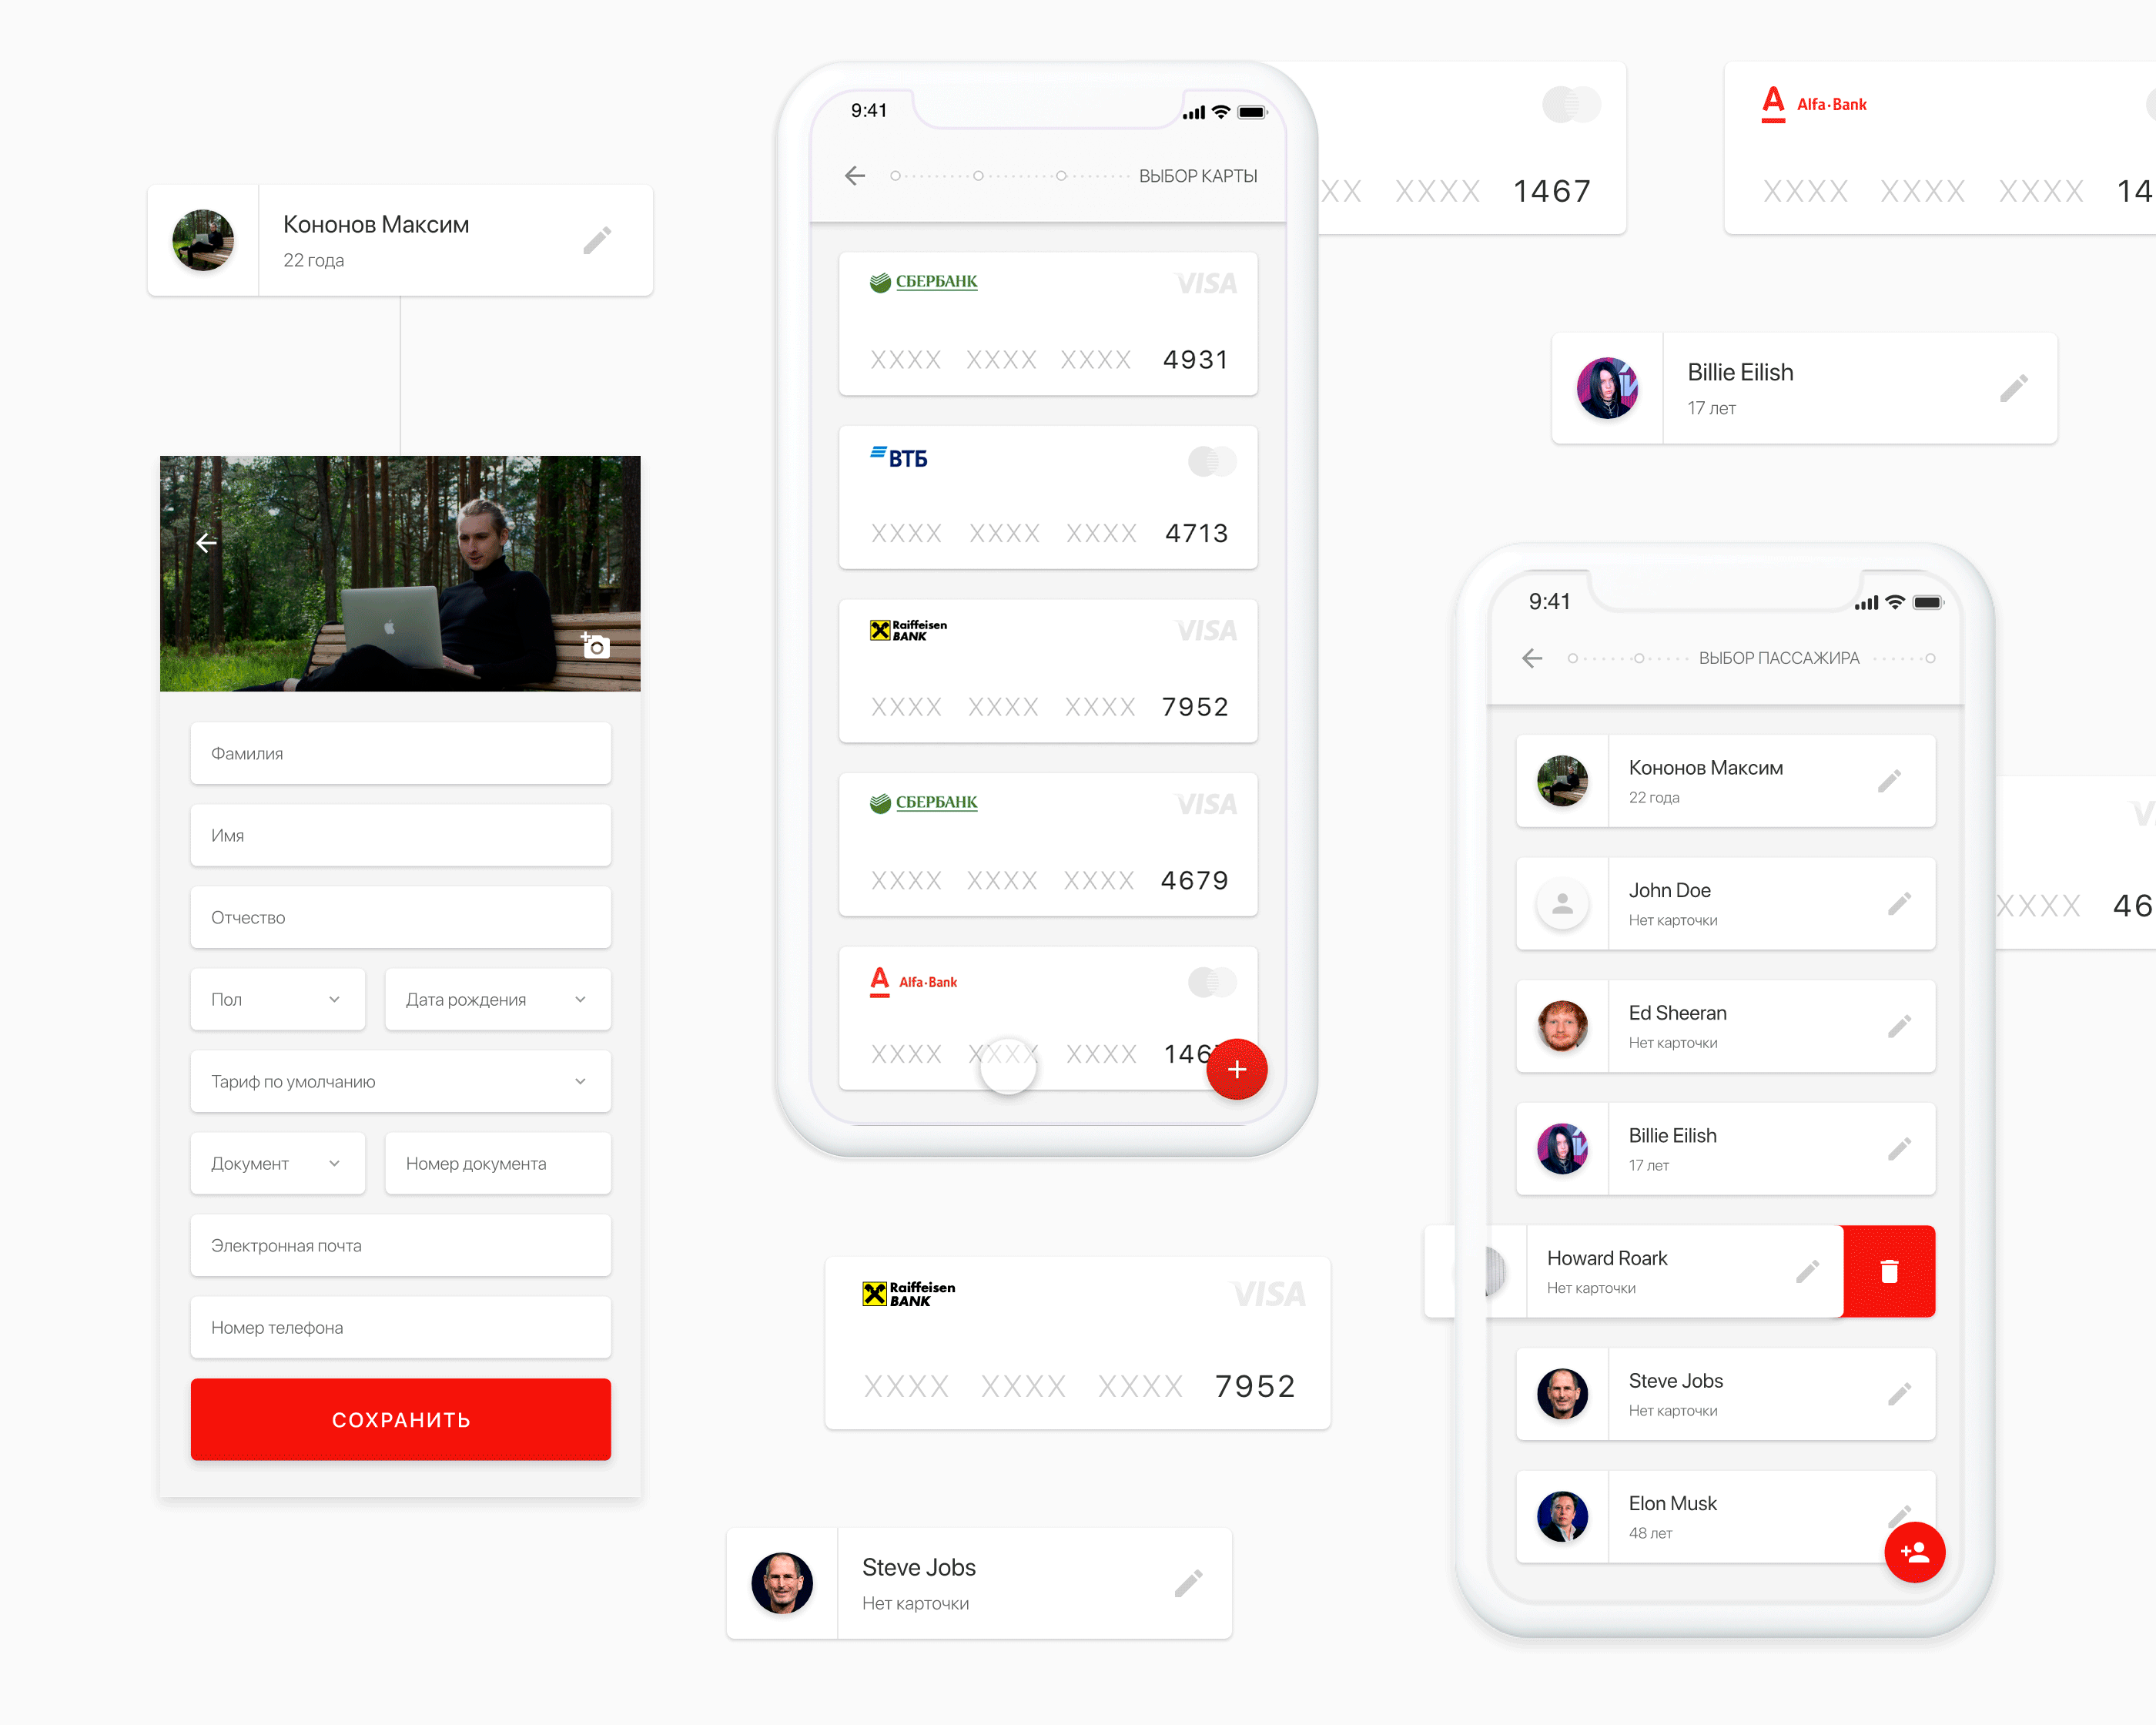 Кононов Максим
22 года
Фамилия
Имя
Отчество
Пол
Дата рождения
Тариф по умолчанию
Документ
Номер документа
Электронная почта
Номер телефона
СОХРАНИТЬ
9:41
ВЫБОР КАРТЫ
СБЕРБАНК
VISA
XXXX XXXX XXXX 4931
ВТБ
XXXX XXXX XXXX 4713
Raiffeisen
BANK
VISA
XXXX XXXX XXXX 7952
СБЕРБАНК
VISA
XXXX XXXX XXXX 4679
Alfa·Bank
XXXX XXXX XXXX 146
XX XXXX 1467
Alfa·Bank
XXXX XXXX XXXX 14
Billie Eilish
17 лет
Raiffeisen
BANK
VISA
XXXX XXXX XXXX 7952
Steve Jobs
Нет карточки
9:41
ВЫБОР ПАССАЖИРА
Кононов Максим
22 года
John Doe
Нет карточки
Ed Sheeran
Нет карточки
Billie Eilish
17 лет
Howard Roark
Нет карточки
Steve Jobs
Нет карточки
Elon Musk
48 лет
XXXX 46